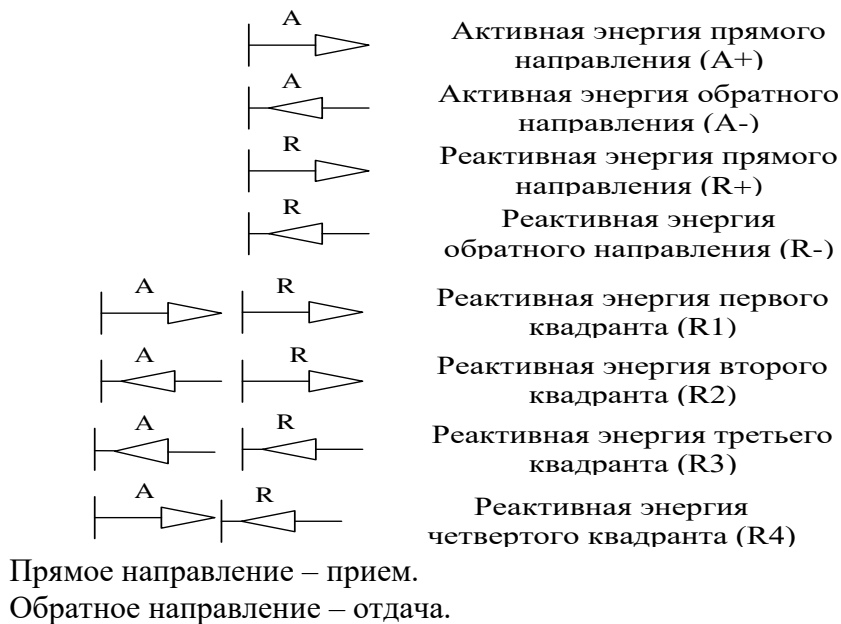 A
Активная энергия прямого
направления (А+)
A
Активная энергия обратного
направления (А-)
R
Реактивная энергия прямого
направления (R+)
R
Реактивная энергия
обратного направления (R-)
A R
Реактивная энергия первого
квадранта (R1)
A R
Реактивная энергия второго
квадранта (R2)
A R
Реактивная энергия третьего
квадранта (R3)
A R
Реактивная энергия
четвертого квадранта (R4)
Прямое направление – прием.
Обратное направление – отдача.